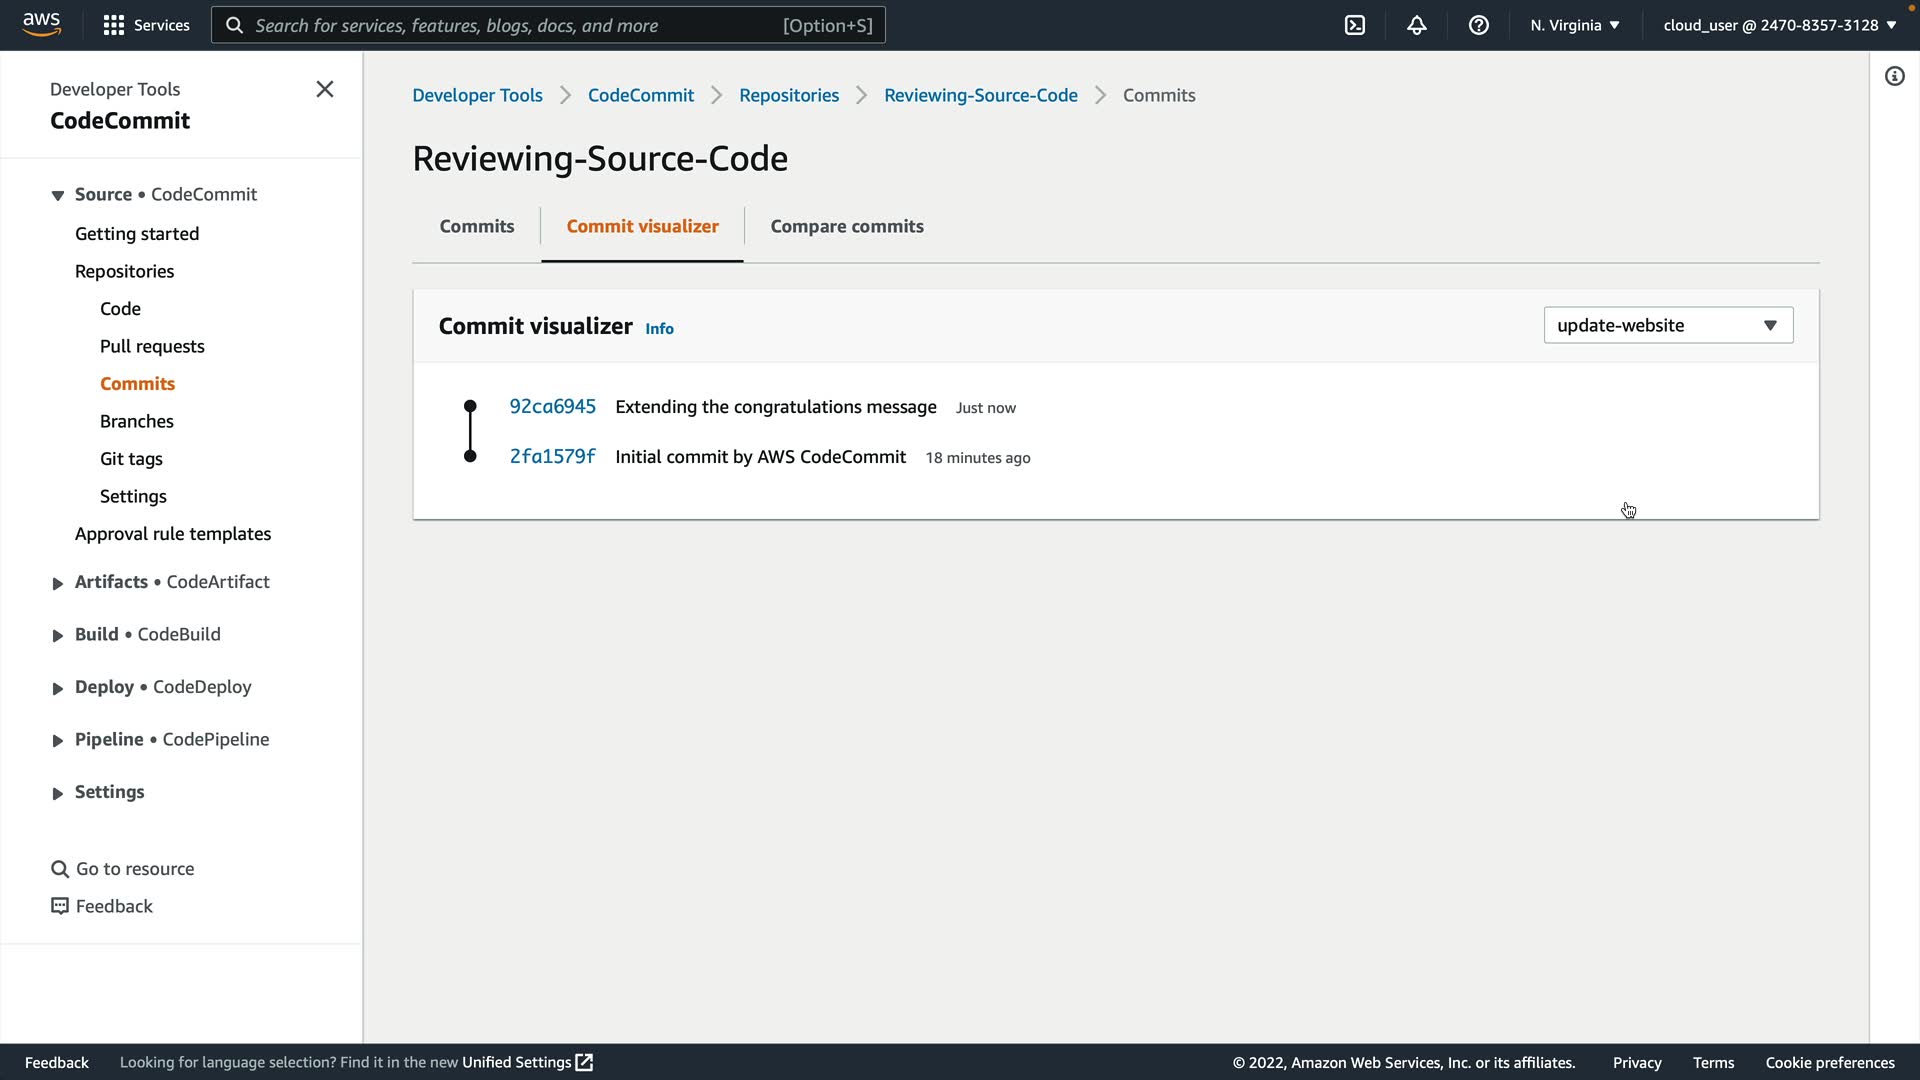 aws
Services
Search for services, features, blogs, docs, and more
[Option+S]
N. Virginia
cloud_user @ 2470-8357-3128
Developer Tools
CodeCommit
Source • CodeCommit
Getting started
Repositories
Code
Pull requests
Commits
Branches
Git tags
Settings
Approval rule templates
Artifacts • CodeArtifact
Build • CodeBuild
Deploy • CodeDeploy
Pipeline • CodePipeline
Settings
Go to resource
Feedback
Developer Tools
CodeCommit
Repositories
Reviewing-Source-Code
Commits
Reviewing-Source-Code
Commits
Commit visualizer
Compare commits
Commit visualizer Info
update-website
92ca6945 Extending the congratulations message Just now
2fa1579f Initial commit by AWS CodeCommit 18 minutes ago
Feedback
Looking for language selection? Find it in the new Unified Settings
© 2022, Amazon Web Services, Inc. or its affiliates.
Privacy
Terms
Cookie preferences